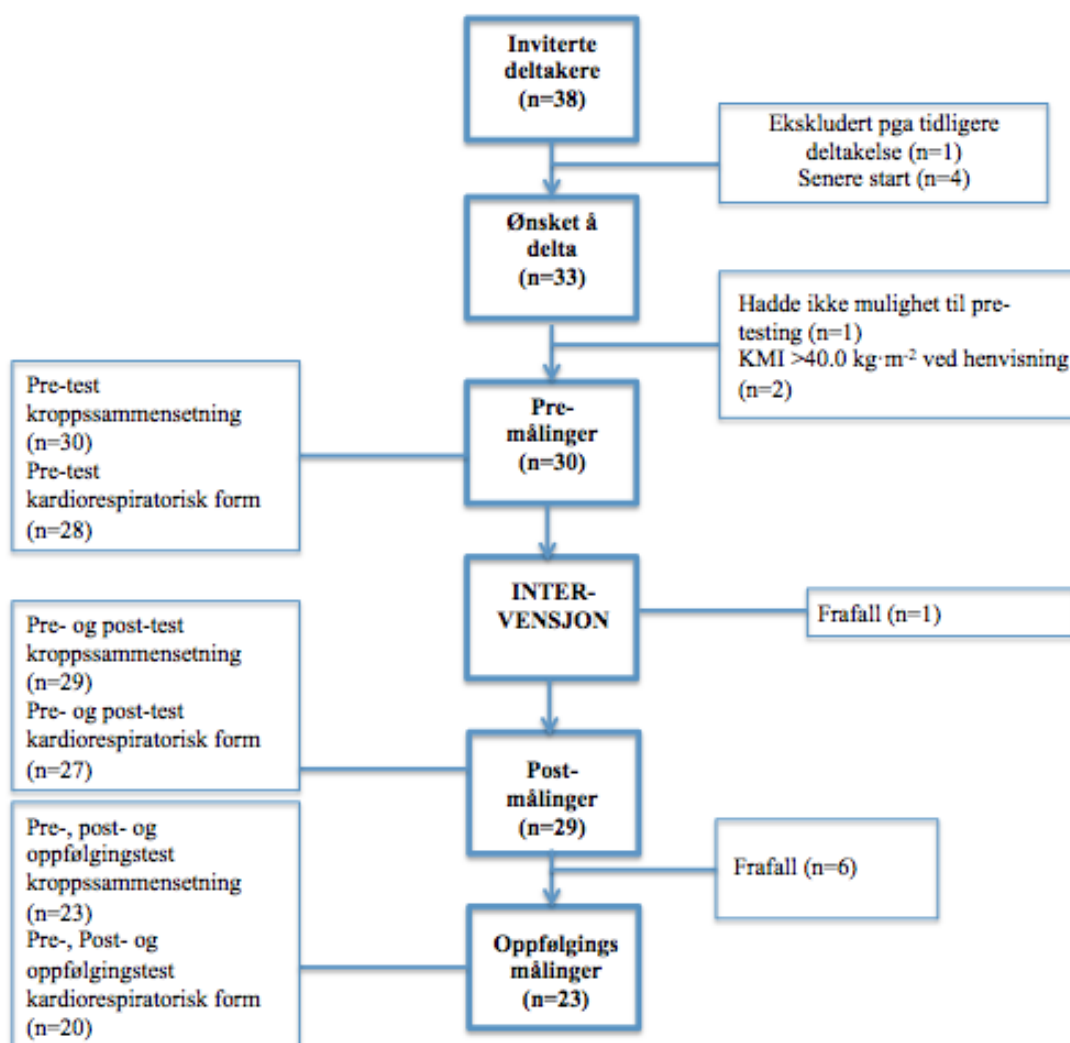 Inviterte
deltakere
(n=38)
Ekskludert pga tidligere
deltakelse (n=1)
Senere start (n=4)
Ønsket å
delta
(n=33)
Hadde ikke mulighet til pre-
testing (n=1)
KMI >40.0 kg·m⁻² ved henvisning
(n=2)
Pre-
målinger
(n=30)
Pre-test
kroppssammensetning
(n=30)
Pre-test
kardiorespiratorisk form
(n=28)
INTER-
VENSJON
Frafall (n=1)
Pre- og post-test
kroppssammensetning
(n=29)
Pre- og post-test
kardiorespiratorisk form
(n=27)
Post-
målinger
(n=29)
Frafall (n=6)
Pre-, post- og
oppfølgingstest
kroppssammensetning
(n=23)
Pre-, Post- og
oppfølgingstest
kardiorespiratorisk form
(n=20)
Oppfølgings
målinger
(n=23)